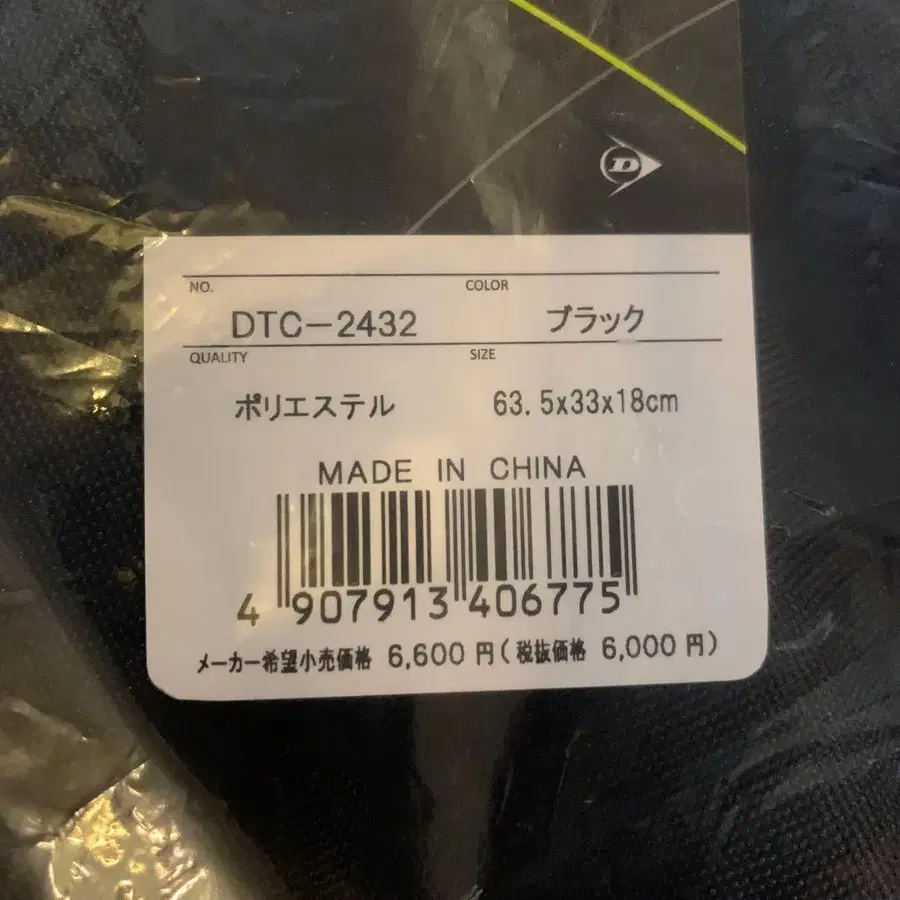 D
NO. COLOR
DTC-2432 ブラック
QUALITY SIZE
ポリエステル 63.5x33x18cm
MADE IN CHINA
4 907913 406775
メーカー希望小売価格 6,600 円(税抜価格 6,000 円)